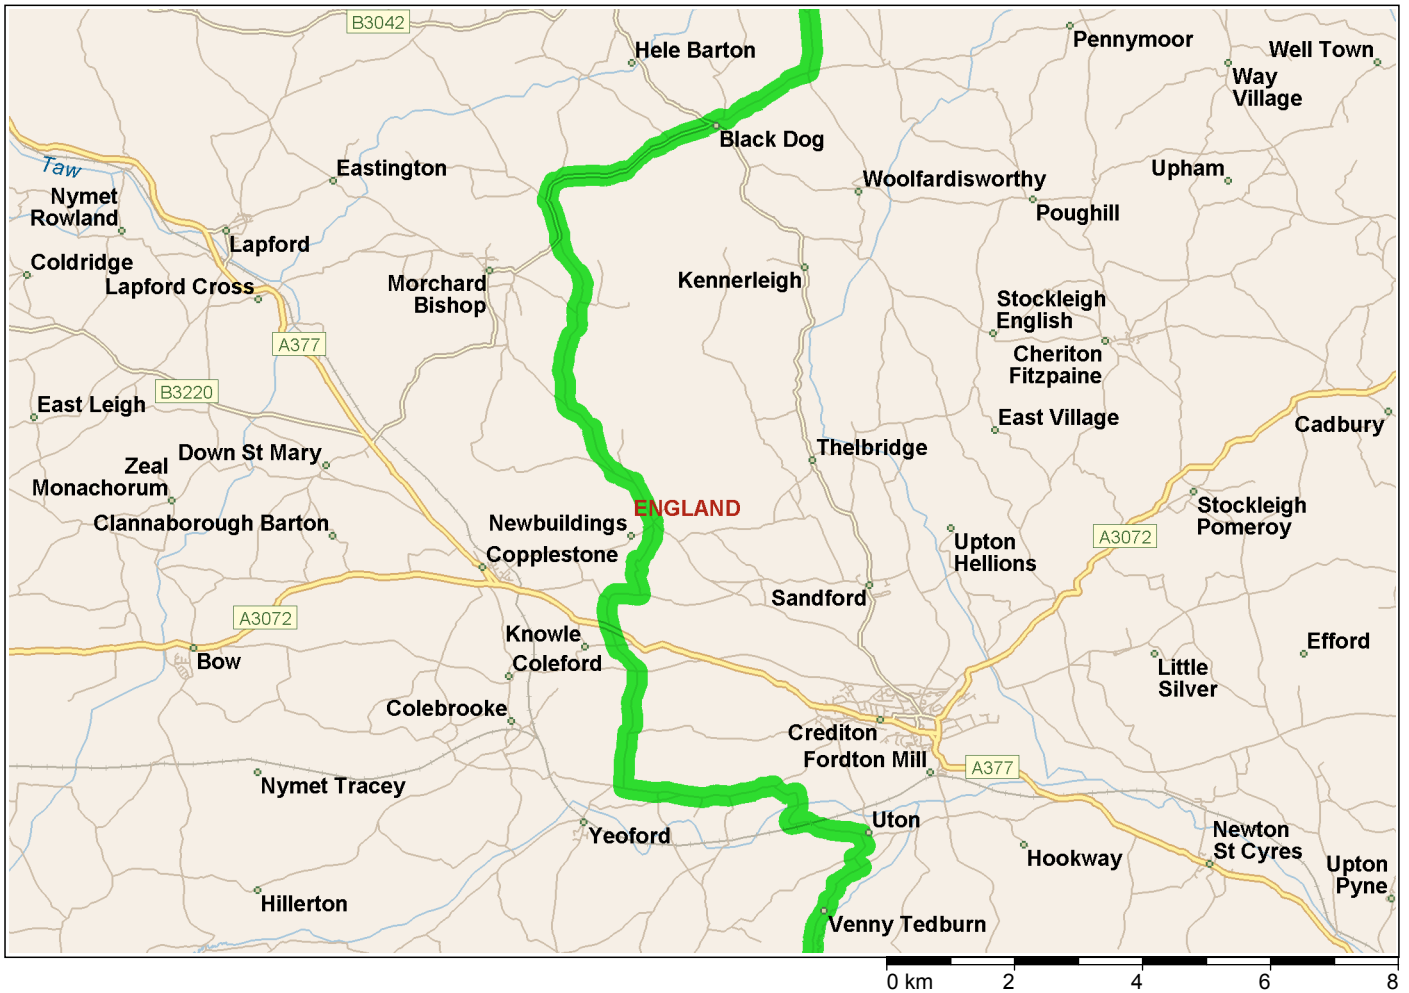 B3042
Hele Barton
Pennymoor
Well Town
Way
Village
Black Dog
Taw
Eastington
Woolfardisworthy
Upham
Nymet
Rowland
Poughill
Lapford
Coldridge
Lapford Cross
Morchard
Bishop
Kennerleigh
Stockleigh
English
A377
Cheriton
Fitzpaine
B3220
East Leigh
East Village
Cadbury
Down St Mary
Thelbridge
Zeal
Monachorum
Clannaborough Barton
ENGLAND
Newbuildings
Copplestone
Stockleigh
Pomeroy
A3072
Upton
Hellions
Sandford
A3072
Knowle
Bow
Coleford
Efford
Little
Silver
Colebrooke
Crediton
Fordton Mill
A377
Nymet Tracey
Yeoford
Uton
Newton
St Cyres
Hookway
Upton
Pyne
Hillerton
Venny Tedburn
0 km 2 4 6 8